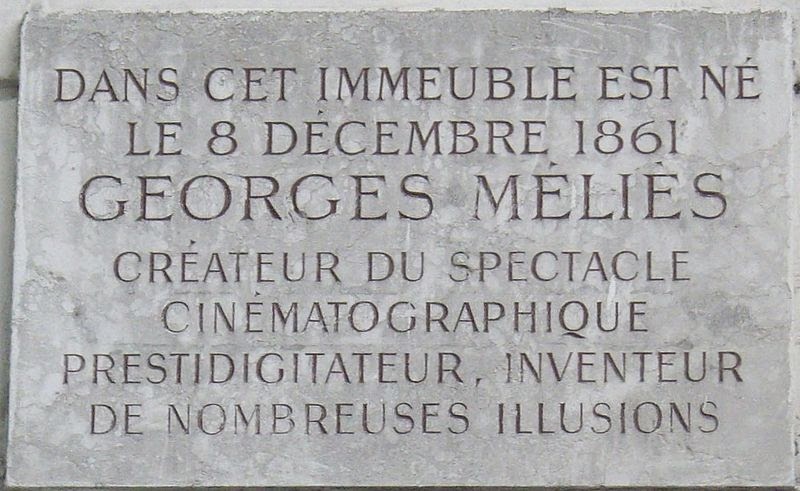 DANS CET IMMEUBLE EST NÉ
LE 8 DÉCEMBRE 1861
GEORGES MÉLIÈS
CRÉATEUR DU SPECTACLE
CINÉMATOGRAPHIQUE
PRESTIDIGITATEUR, INVENTEUR
DE NOMBREUSES ILLUSIONS